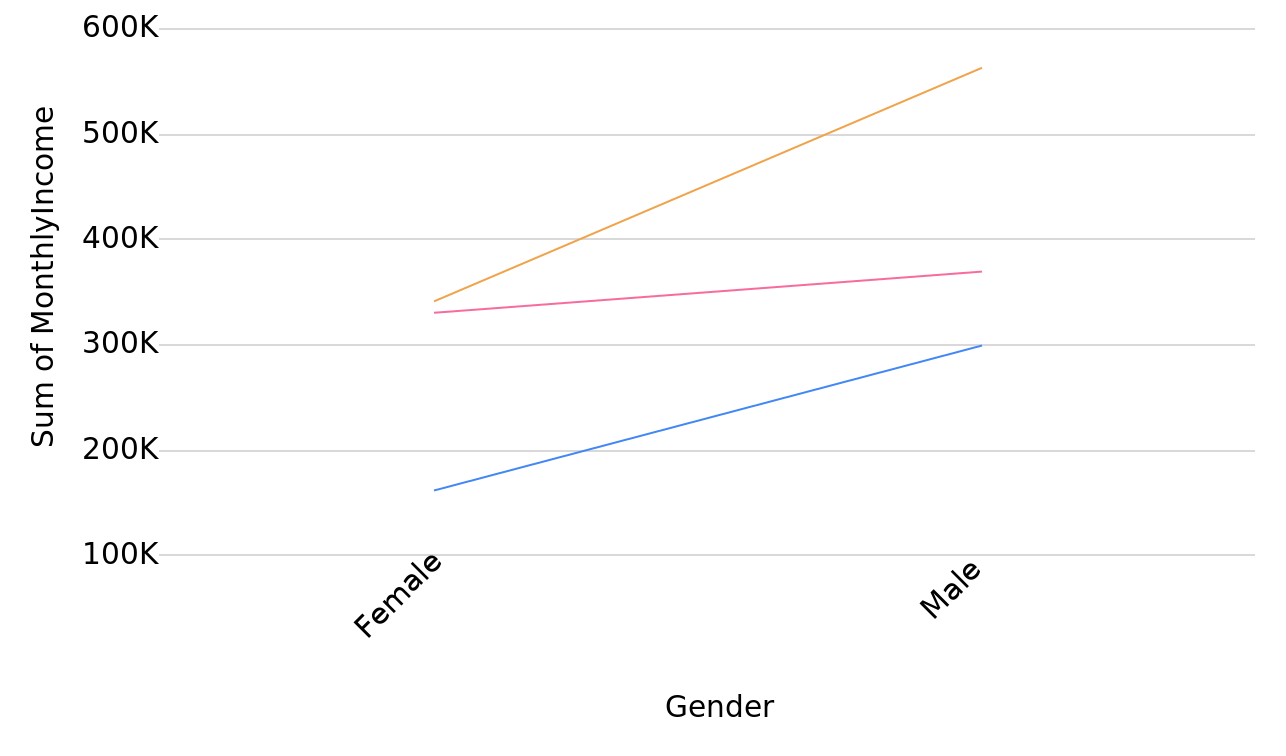 600K
500K
400K
300K
200K
100K
Sum of MonthlyIncome
Female
Male
Gender